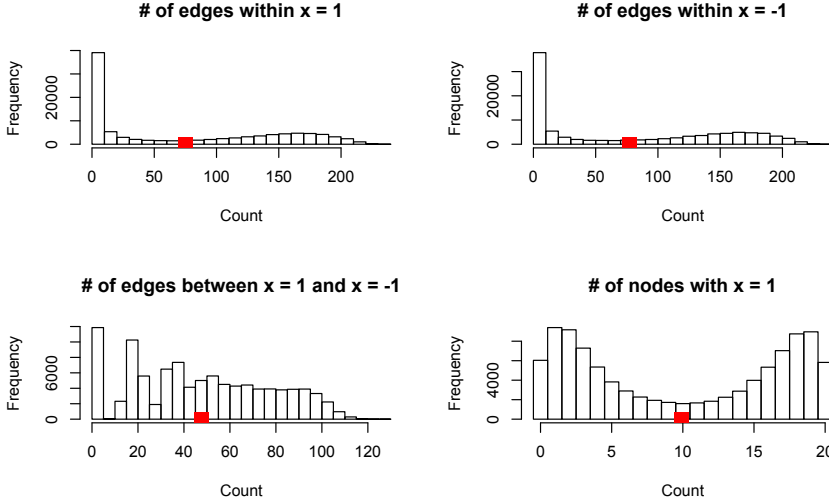 # of edges within x = 1
Frequency
0
20000
0 50 100 150 200
Count
# of edges within x = -1
Frequency
0
20000
0 50 100 150 200
Count
# of edges between x = 1 and x = -1
Frequency
0
6000
0 20 40 60 80 100 120
Count
# of nodes with x = 1
Frequency
0
4000
0 5 10 15 20
Count